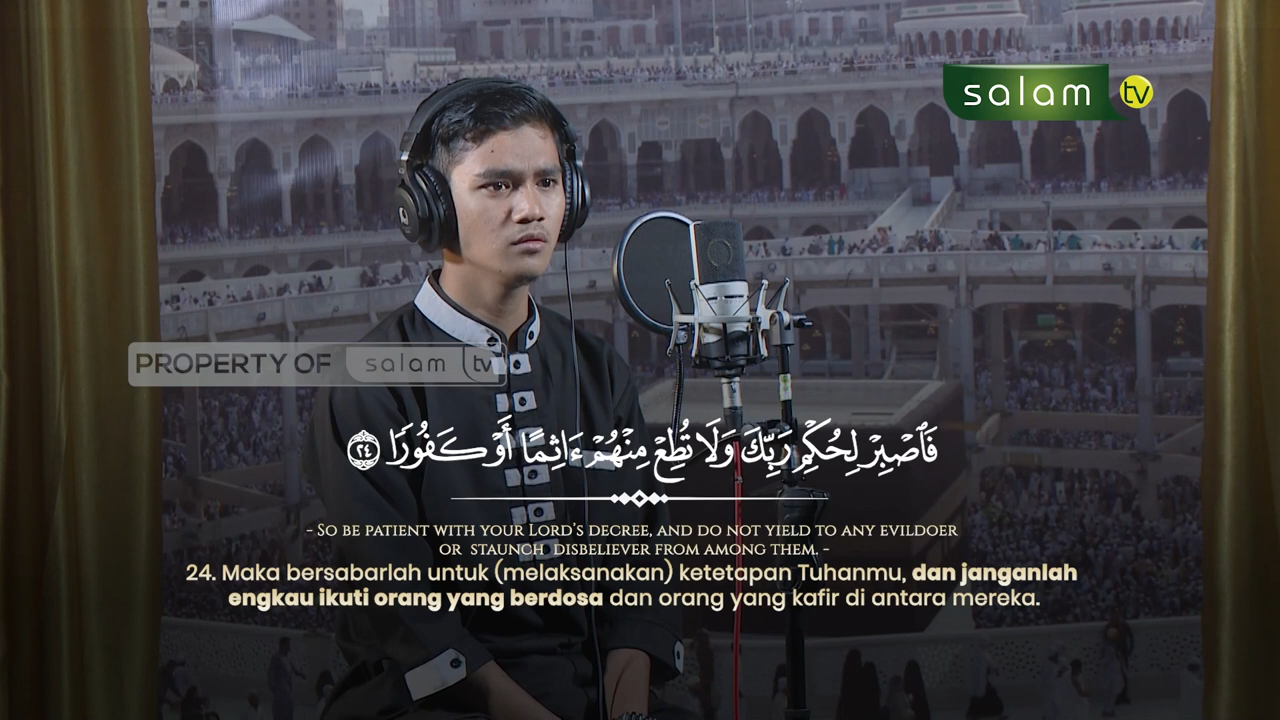 salam tv
PROPERTY OF salam tv
فَٱصْبِرْ لِحُكْمِ رَبِّكَ وَلَا تُطِعْ مِنْهُمْ ءَاثِمًا أَوْ كَفُورًا ٢٤
- So be patient with your Lord's decree, and do not yield to any evildoer
or staunch disbeliever from among them. -
24. Maka bersabarlah untuk (melaksanakan) ketetapan Tuhanmu, dan janganlah
engkau ikuti orang yang berdosa dan orang yang kafir di antara mereka.